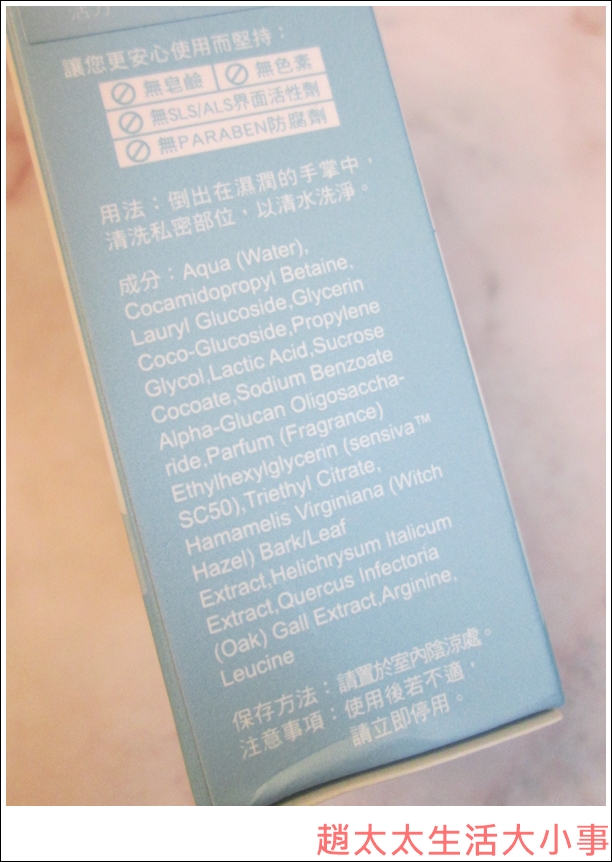 活力
讓您更安心使用而堅持：
無皂鹼 無色素
無SLS/ALS界面活性劑
無PARABEN防腐劑
用法：倒出在濕潤的手掌中，
清洗私密部位，以清水洗淨。
成分：Aqua (Water),
Cocamidopropyl Betaine,
Lauryl Glucoside,Glycerin
Coco-Glucoside,Propylene
Glycol,Lactic Acid,Sucrose
Cocoate,Sodium Benzoate
Alpha-Glucan Oligosaccha-
ride,Parfum (Fragrance)
Ethylhexylglycerin (sensiva™
SC50),Triethyl Citrate,
Hamamelis Virginiana (Witch
Hazel) Bark/Leaf
Extract,Helichrysum Italicum
Extract,Quercus Infectoria
(Oak) Gall Extract,Arginine,
Leucine
保存方法：請置於室內陰涼處。
注意事項：使用後若不適，
請立即停用。
趙太太生活大小事